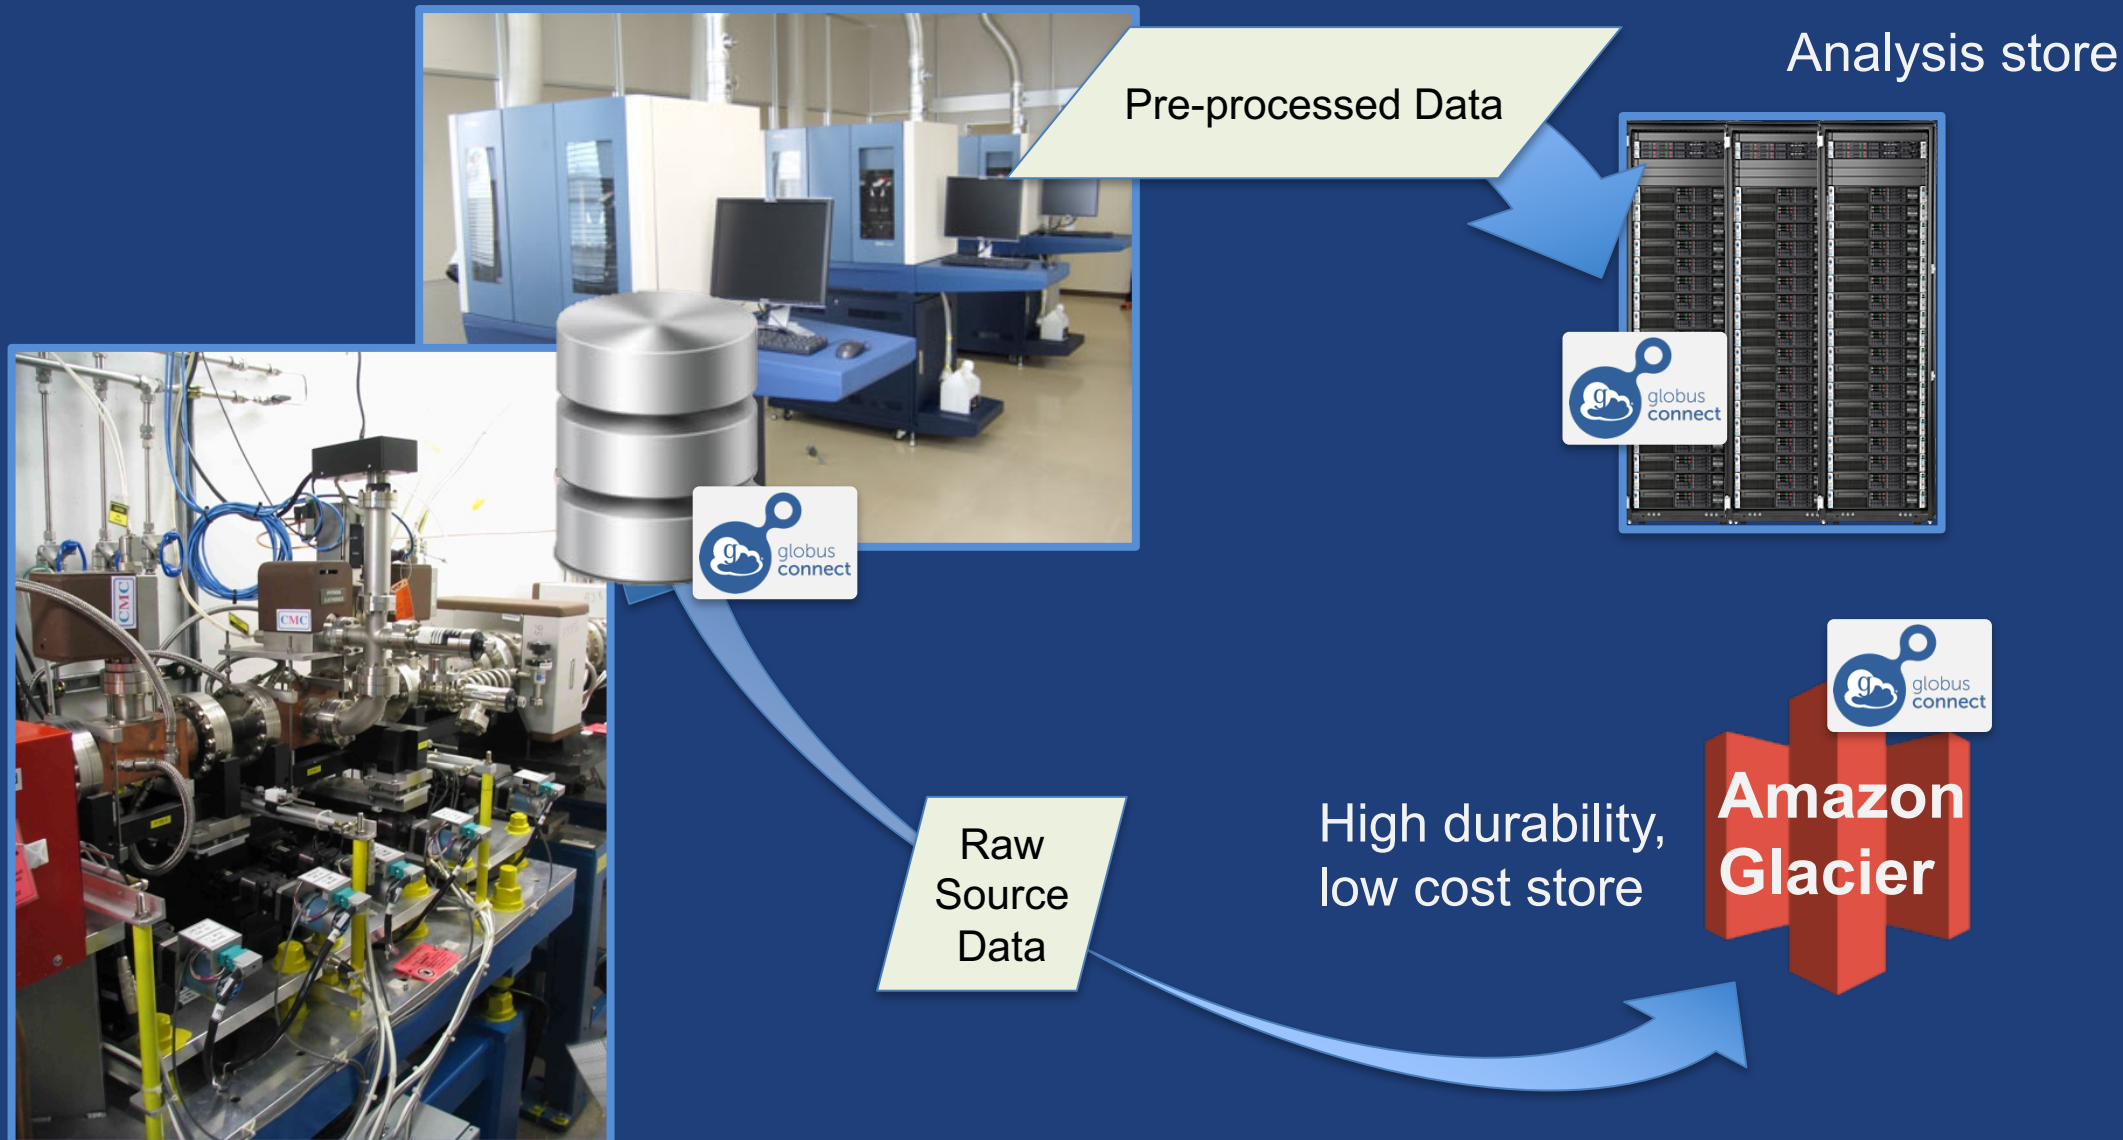 Pre-processed Data
Analysis store
globus
connect
globus
connect
CMC
CMC
globus
connect
Raw
Source
Data
High durability,
low cost store
Amazon
Glacier